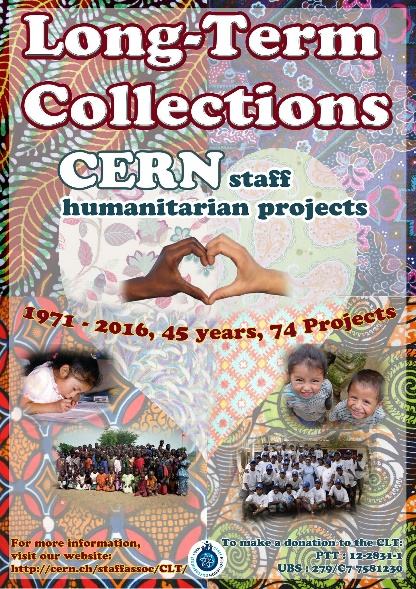 Long-Term
Collections
CERN staff
humanitarian projects
1971 - 2016, 45 years, 74 Projects
For more information,
visit our website:
http://cern.ch/staffassoc/CLT/
To make a donation to the CLT:
PTT : 12-2831-1
UBS : 279/C7-7581230